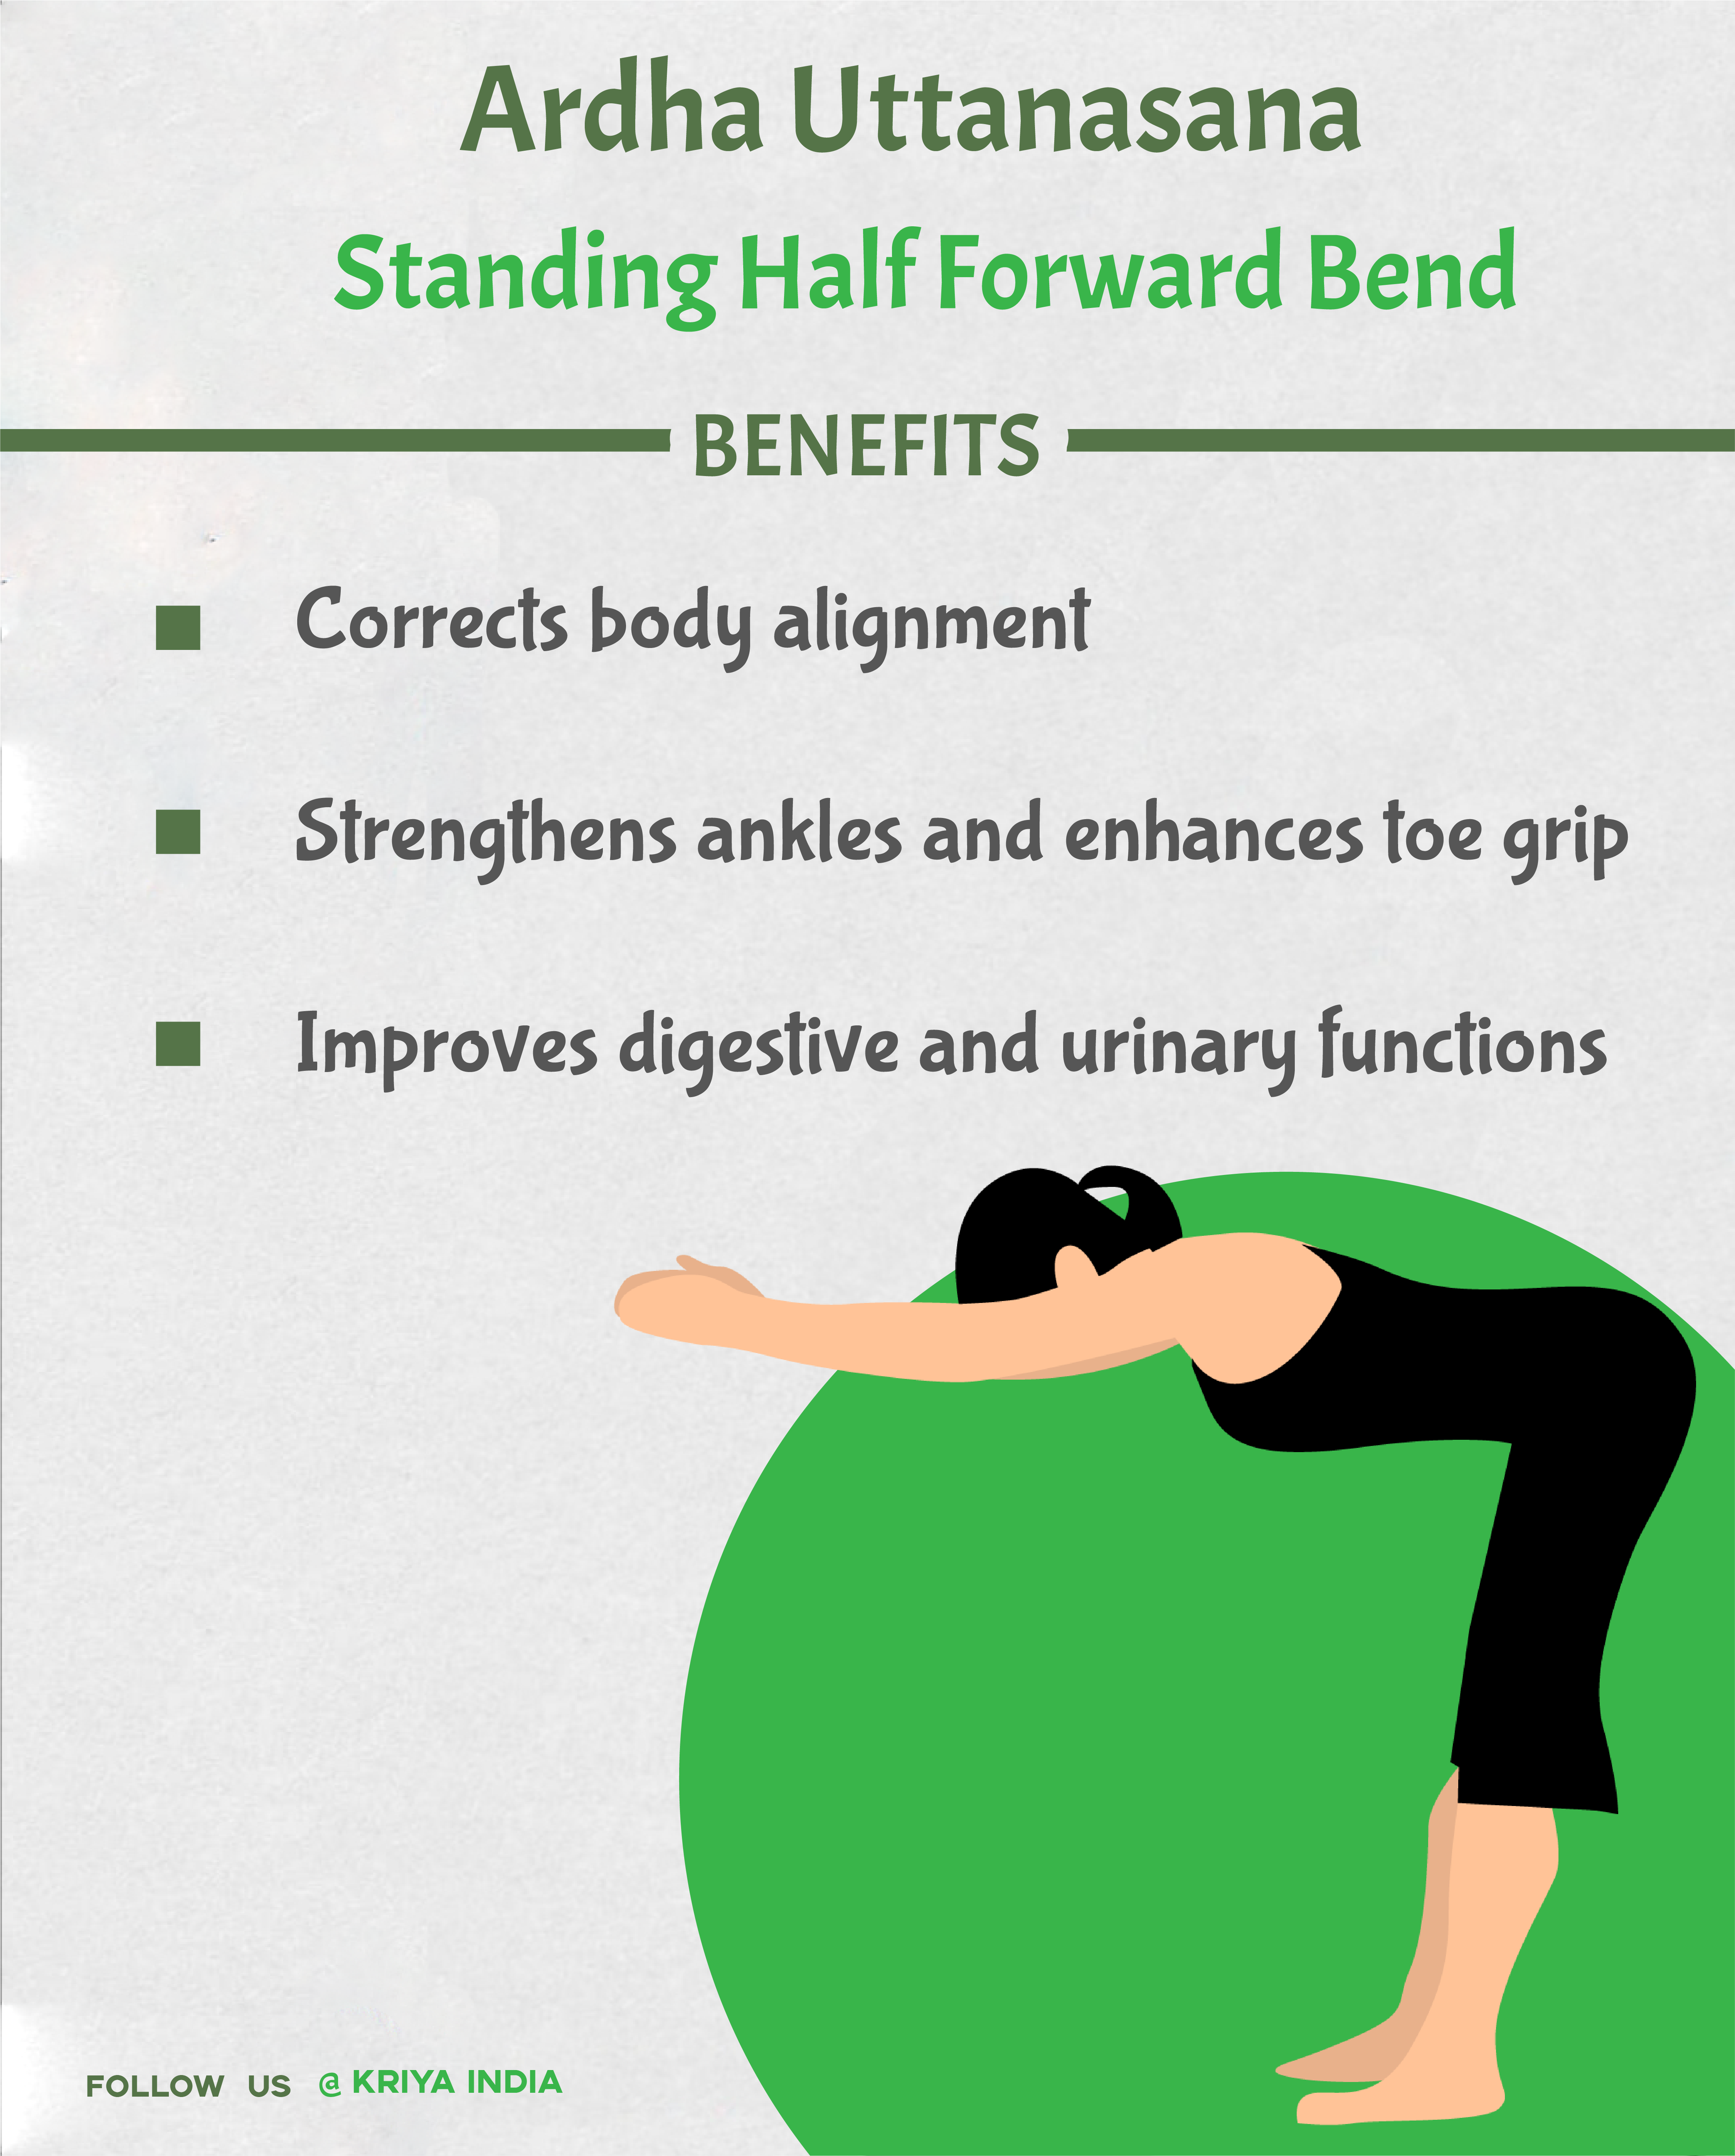 Ardha Uttanasana
Standing Half Forward Bend
BENEFITS
Corrects body alignment
Strengthens ankles and enhances toe grip
Improves digestive and urinary functions
FOLLOW US @ KRIYA INDIA